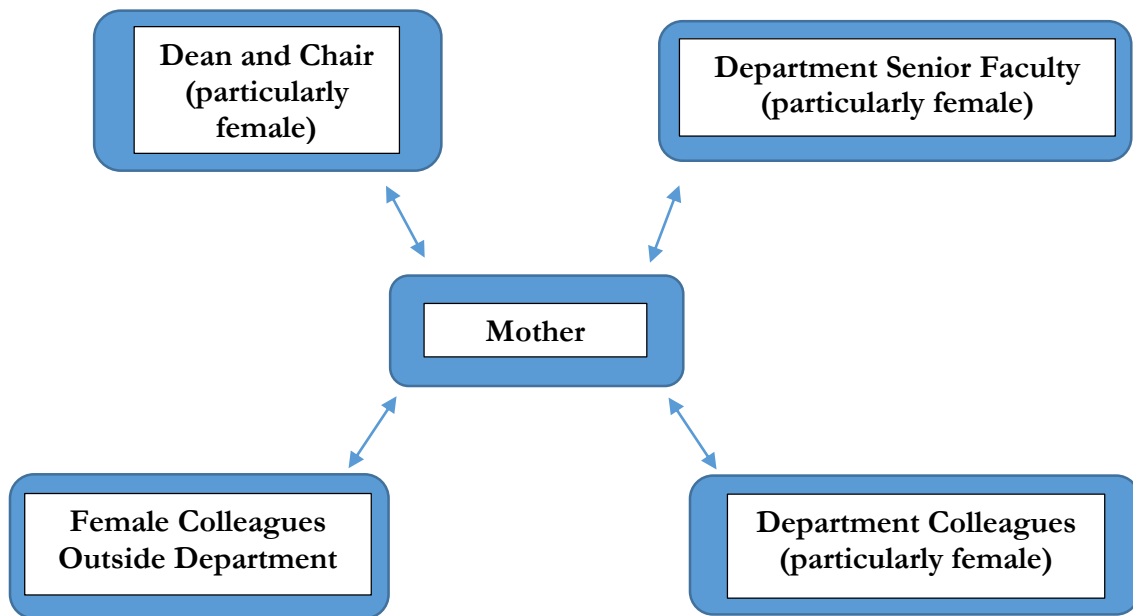 Dean and Chair
(particularly
female)
Department Senior Faculty
(particularly female)
Mother
Female Colleagues
Outside Department
Department Colleagues
(particularly female)